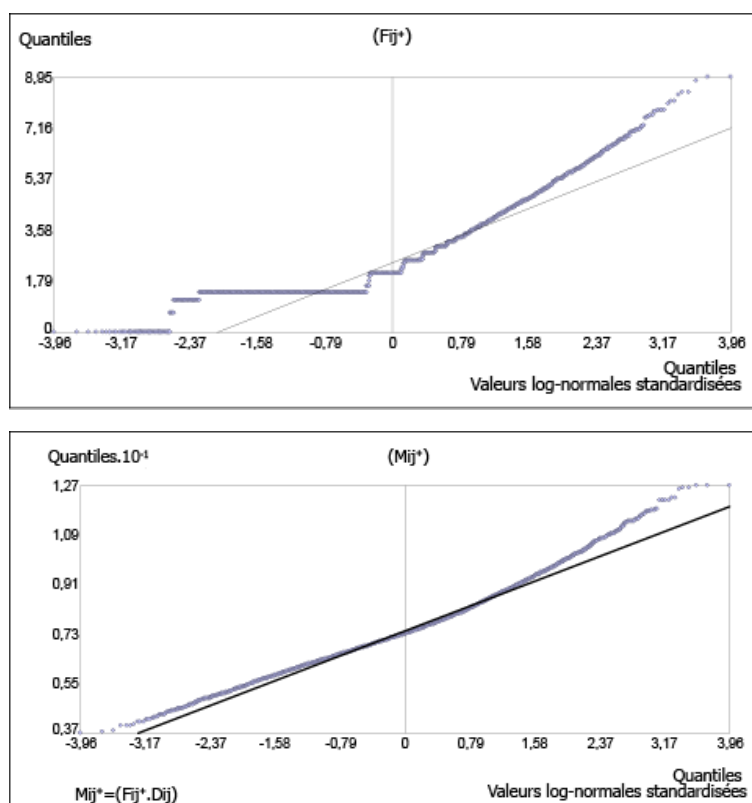 Quantiles
(Fij⁺)
8,95
7,16
5,37
3,58
1,79
0
-3,96 -3,17 -2,37 -1,58 -0,79 0 0,79 1,58 2,37 3,17 3,96
Quantiles
Valeurs log-normales standardisées
Quantiles.10⁻¹
(Mij⁺)
1,27
1,09
0,91
0,73
0,55
0,37
-3,96 -3,17 -2,37 -1,58 -0,79 0 0,79 1,58 2,37 3,17 3,96
Quantiles
Valeurs log-normales standardisées
Mij⁺=(Fij⁺.Dij)